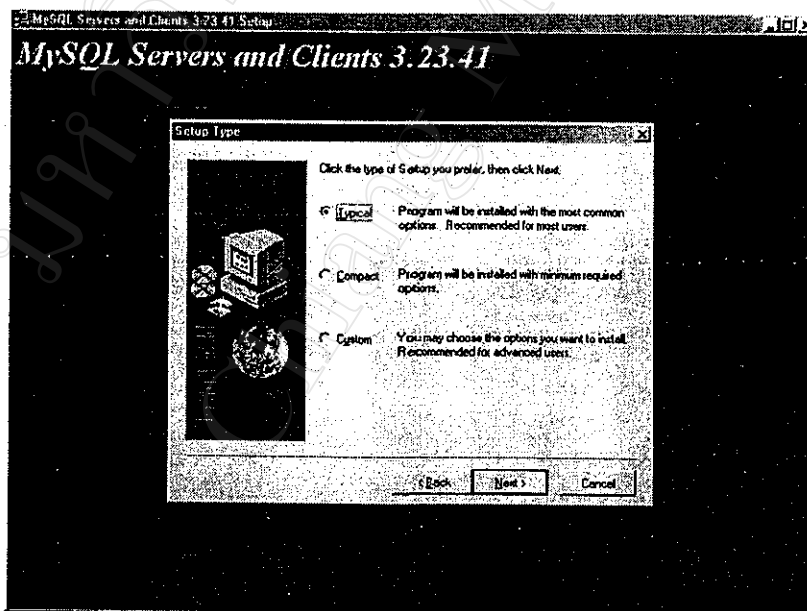 MySQL Servers and Clients 3.23.41 Setup
MySQL Servers and Clients 3.23.41
Setup Type
Click the type of Setup you prefer, then click Next.
Typical Program will be installed with the most common
options. Recommended for most users.
Compact Program will be installed with minimum required
options.
Custom You may choose the options you want to install.
Recommended for advanced users.
< Back Next > Cancel